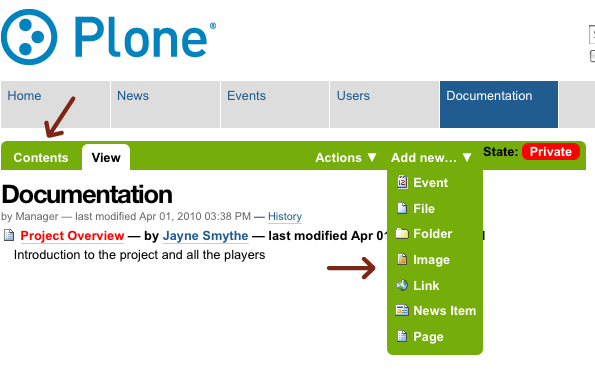 Plone®
Home News Events Users Documentation
Contents View Actions ▼ Add new… ▼ State: Private
Documentation
by Manager — last modified Apr 01, 2010 03:38 PM — History
Project Overview — by Jayne Smythe — last modified Apr
Introduction to the project and all the players
Event
File
Folder
Image
Link
News Item
Page